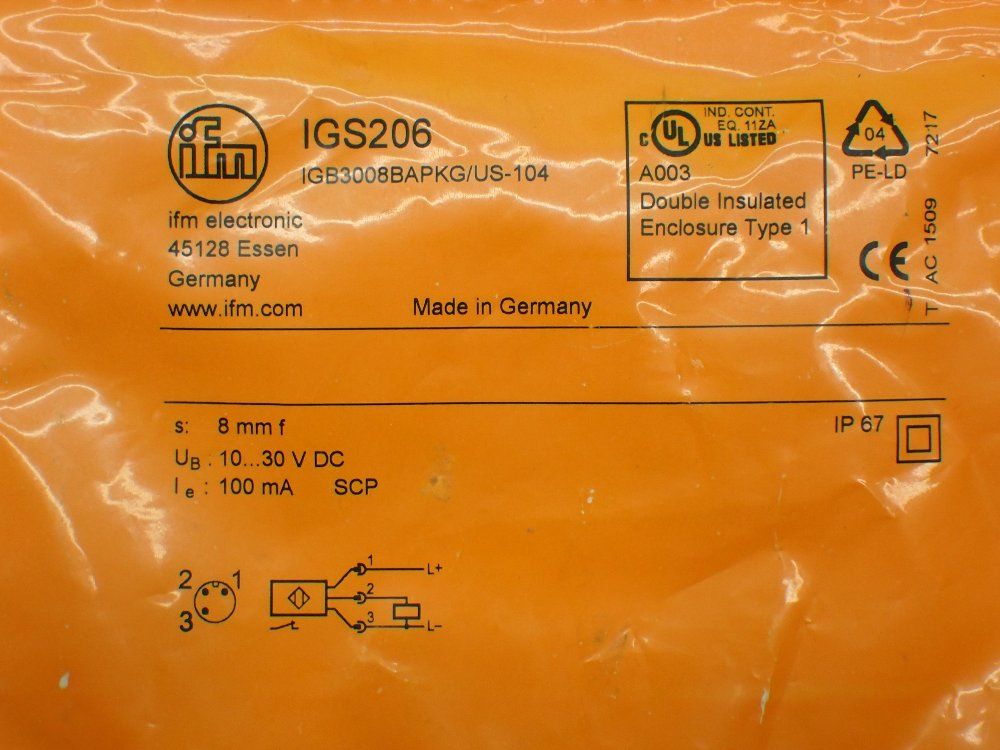 ifm
IGS206
IGB3008BAPKG/US-104
ifm electronic
45128 Essen
Germany
www.ifm.com
Made in Germany
C UL US LISTED
IND. CONT.
EQ. 11ZA
A003
Double Insulated
Enclosure Type 1
04
PE-LD
CE
T AC 1509 7217
s: 8 mm f
UB : 10...30 V DC
Ie : 100 mA SCP
IP 67
2 1
3
1 L+
2
3 L–